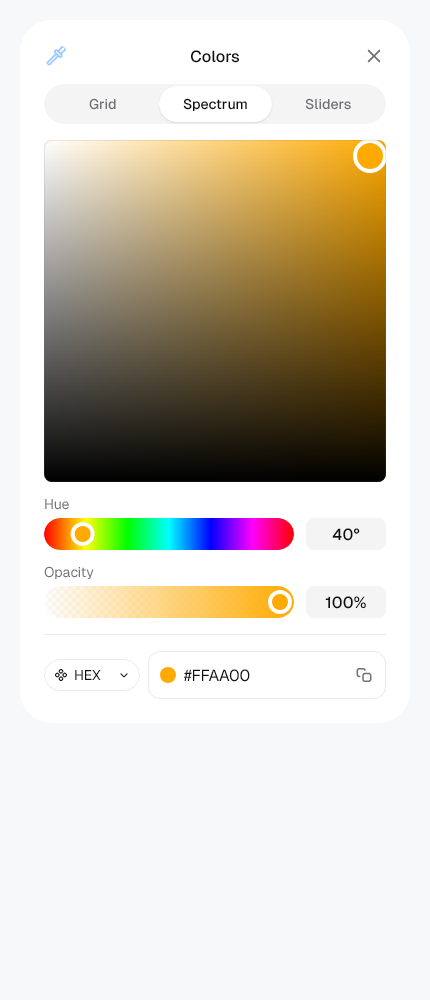 Colors
Grid Spectrum Sliders
Hue
40°
Opacity
100%
HEX #FFAA00